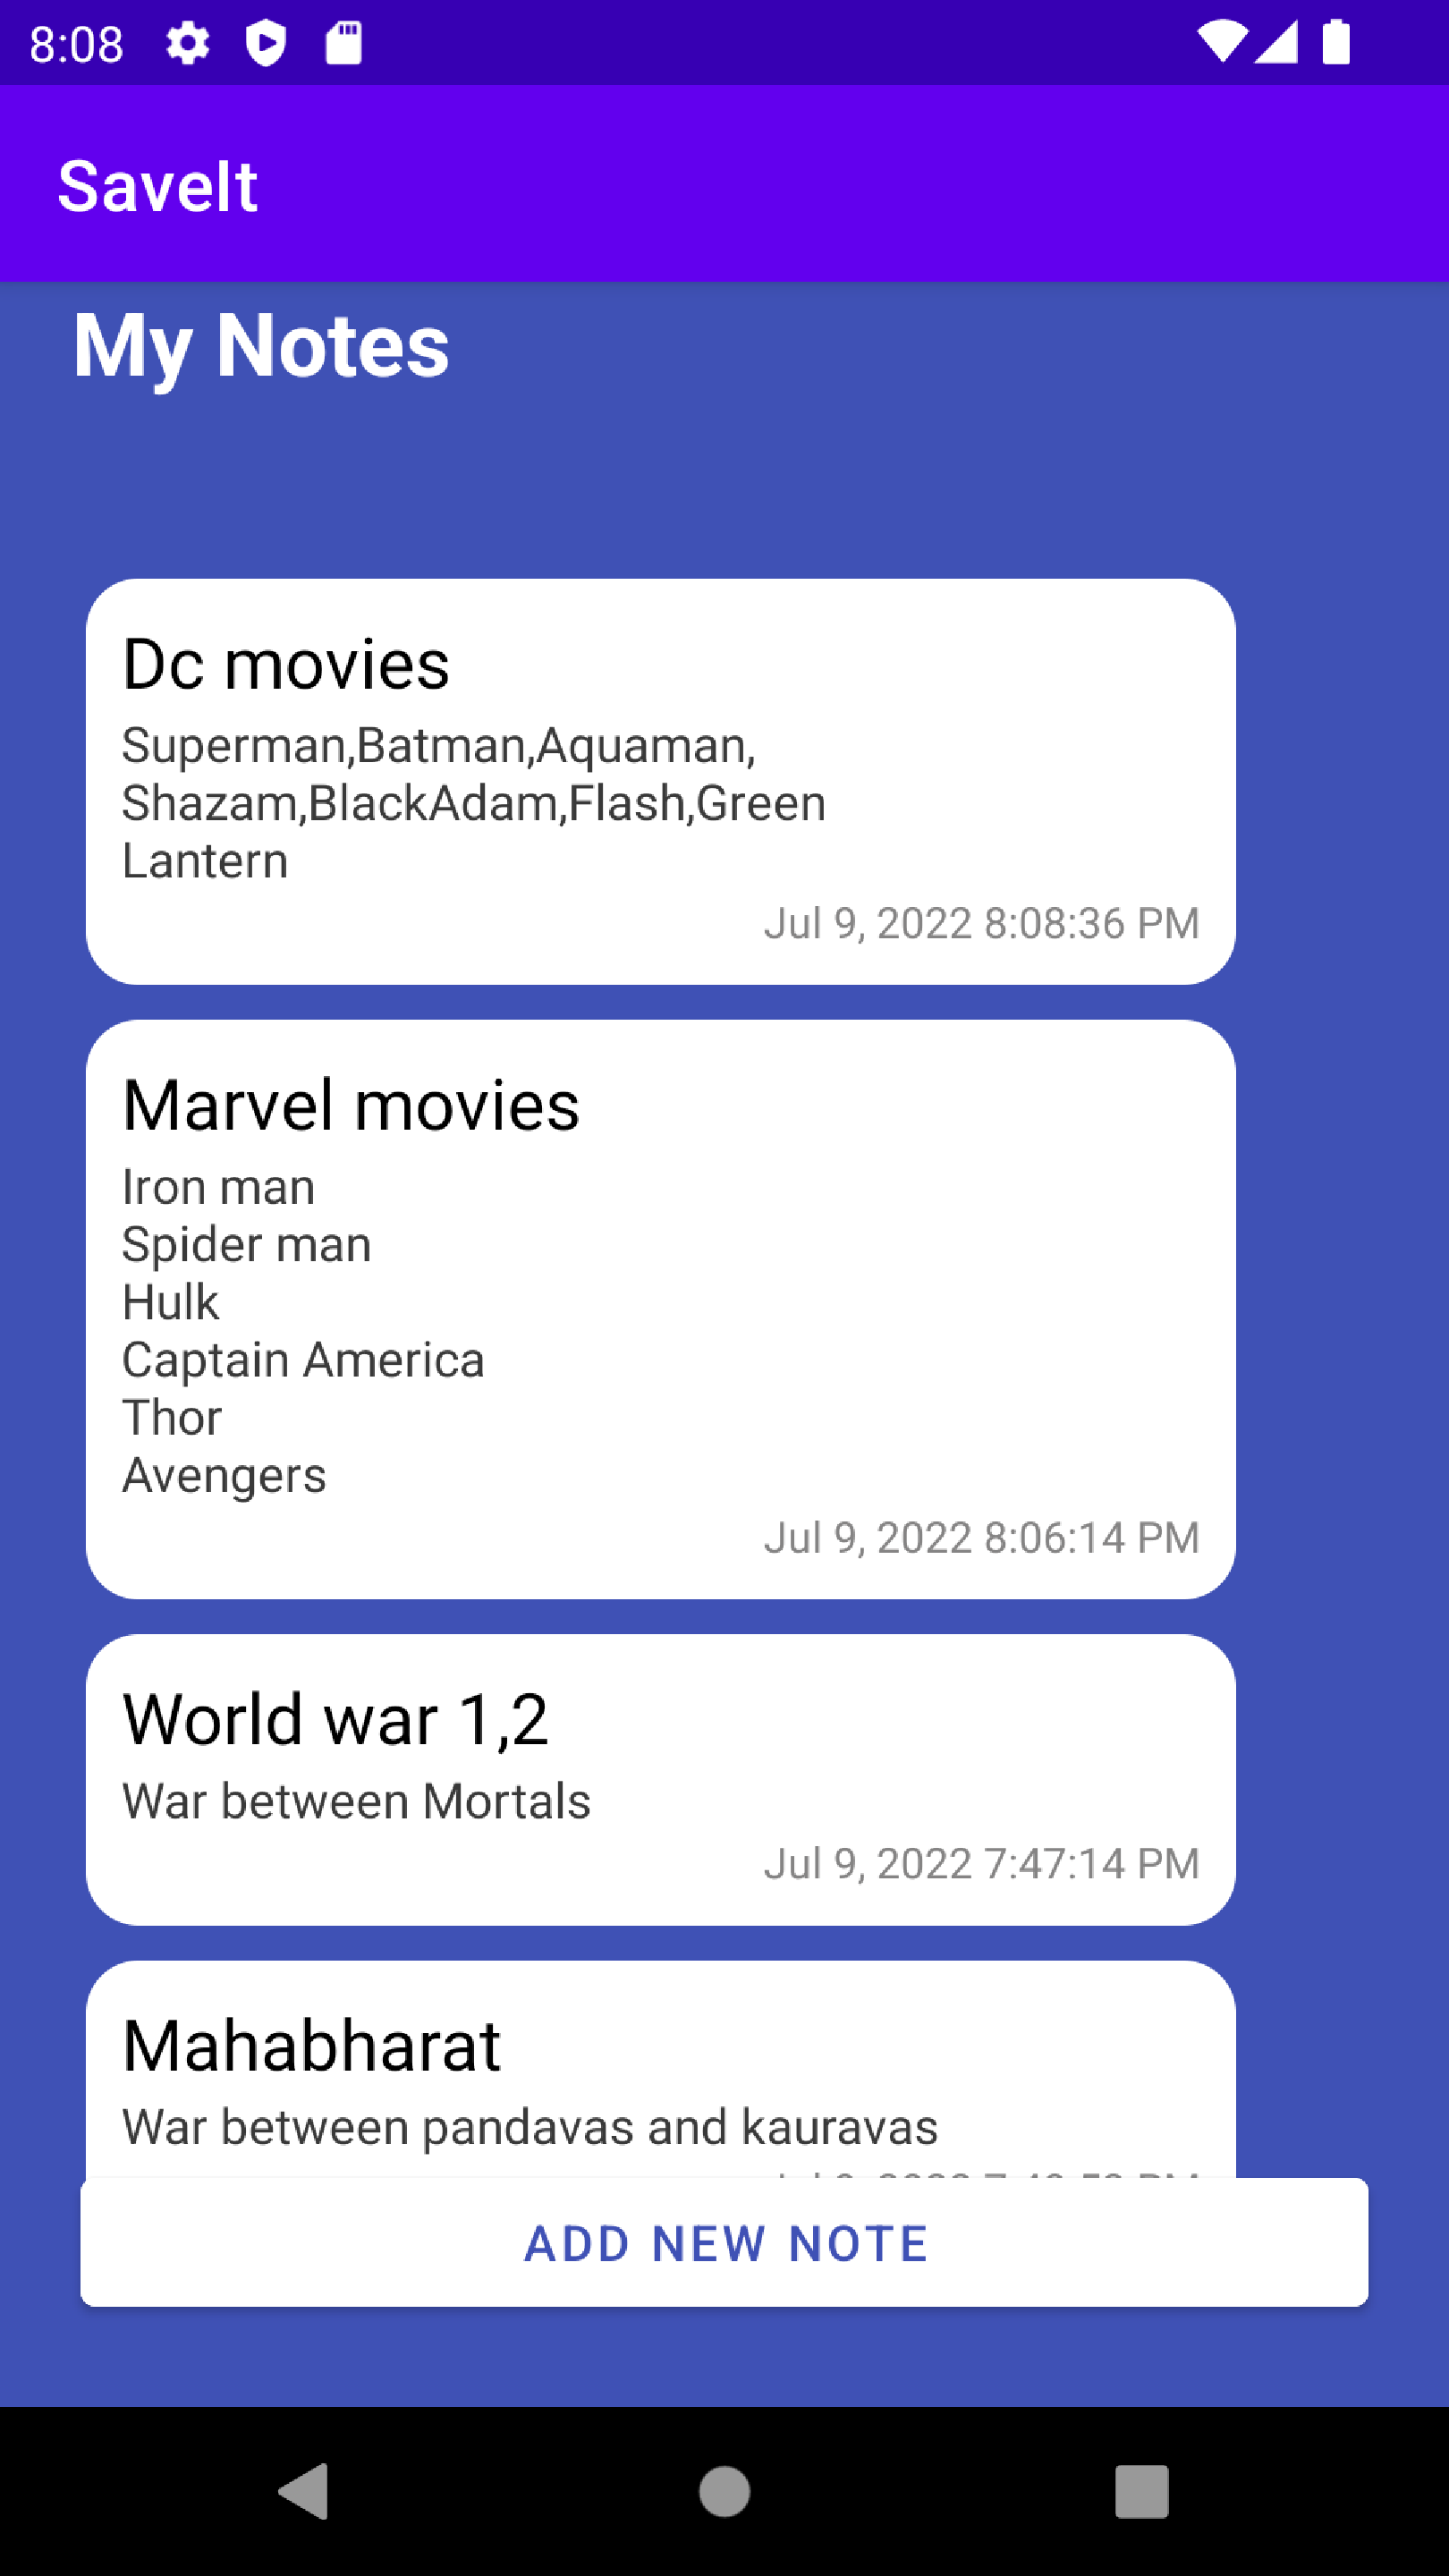 8:08
SaveIt
My Notes
Dc movies
Superman,Batman,Aquaman,
Shazam,BlackAdam,Flash,Green
Lantern
Jul 9, 2022 8:08:36 PM
Marvel movies
Iron man
Spider man
Hulk
Captain America
Thor
Avengers
Jul 9, 2022 8:06:14 PM
World war 1,2
War between Mortals
Jul 9, 2022 7:47:14 PM
Mahabharat
War between pandavas and kauravas
ADD NEW NOTE